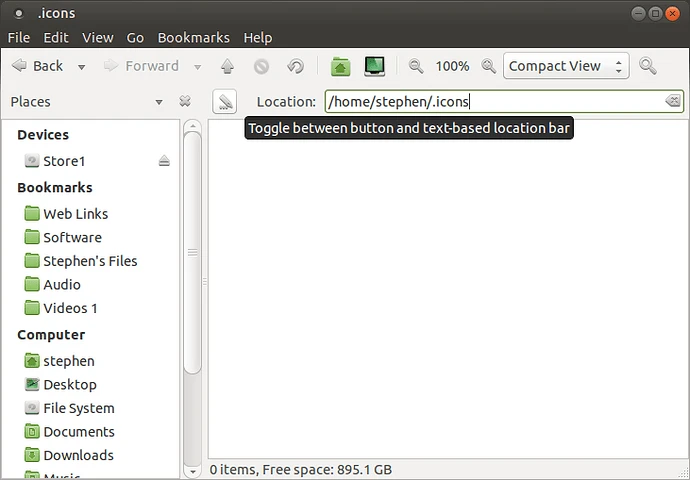 .icons
File Edit View Go Bookmarks Help
Back Forward 100% Compact View
Places Location: /home/stephen/.icons
Toggle between button and text-based location bar
Devices
Store1
Bookmarks
Web Links
Software
Stephen's Files
Audio
Videos 1
Computer
stephen
Desktop
File System
Documents
Downloads
Music
0 items, Free space: 895.1 GB